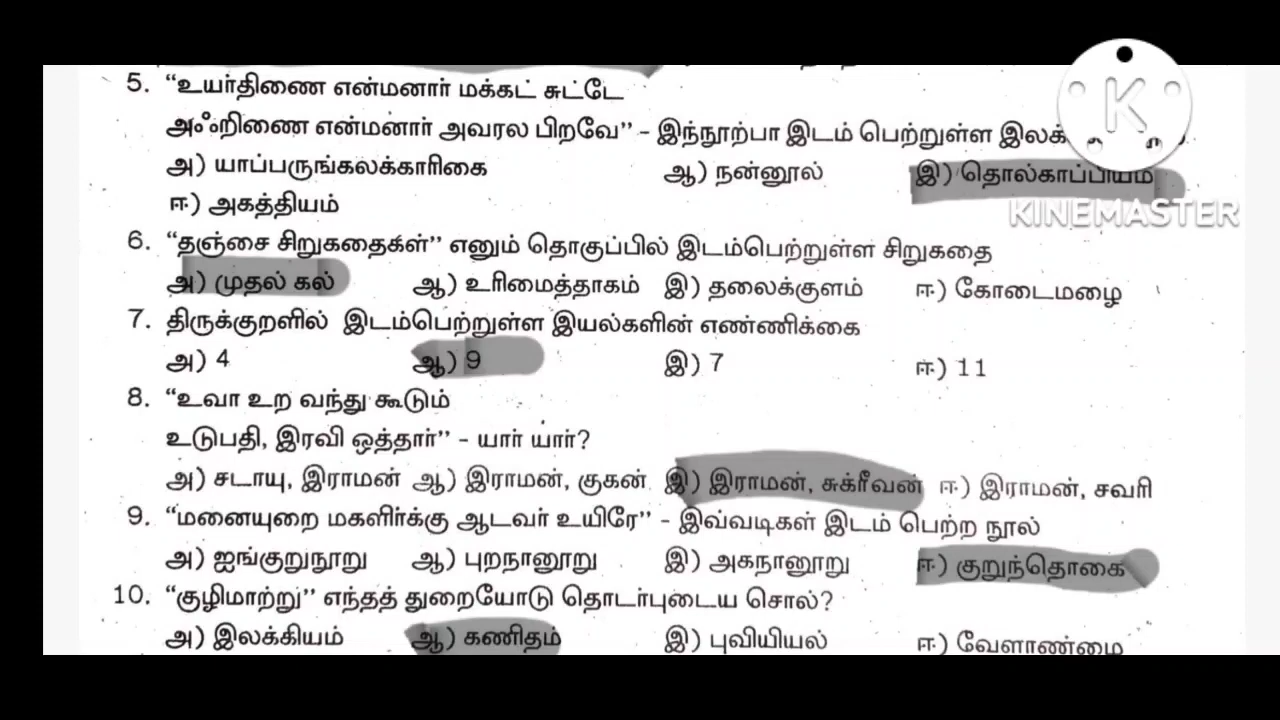 5. “உயர்திணை என்மனார் மக்கட் சுட்டே
அஃறிணை என்மனார் அவரல பிறவே” – இந்நூற்பா இடம் பெற்றுள்ள
அ) யாப்பருங்கலக்காரிகை ஆ) நன்னூல் இ) தொல்காப்பியம்
ஈ) அகத்தியம்
KINEMASTER
6. “தஞ்சை சிறுகதைகள்” எனும் தொகுப்பில் இடம்பெற்றுள்ள சிறுகதை
அ) முதல் கல் ஆ) உரிமைத்தாகம் இ) தலைக்குளம் ஈ) கோடைமழை
7. திருக்குறளில் இடம்பெற்றுள்ள இயல்களின் எண்ணிக்கை
அ) 4 ஆ) 9 இ) 7 ஈ) 11
8. “உவா உற வந்து கூடும்
உடுபதி, இரவி ஒத்தார்” – யார் யார்?
அ) சடாயு, இராமன் ஆ) இராமன், குகன் இ) இராமன், சுக்ரீவன் ஈ) இராமன், சவரி
9. “மனையுறை மகளிர்க்கு ஆடவர் உயிரே” – இவ்வடிகள் இடம் பெற்ற நூல்
அ) ஐங்குறுநூறு ஆ) புறநானூறு இ) அகநானூறு ஈ) குறுந்தொகை
10. “குழிமாற்று” எந்தத் துறையோடு தொடர்புடைய சொல்?
அ) இலக்கியம் ஆ) கணிதம் இ) புவியியல் ஈ) வேளாண்மை